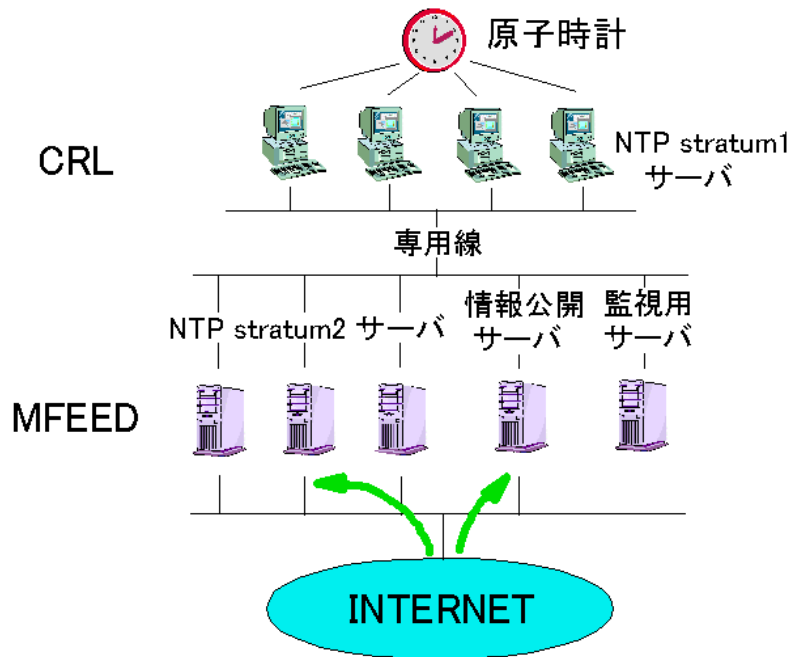 原子時計
CRL
NTP stratum1
サーバ
専用線
NTP stratum2 サーバ
情報公開
サーバ
監視用
サーバ
MFEED
INTERNET